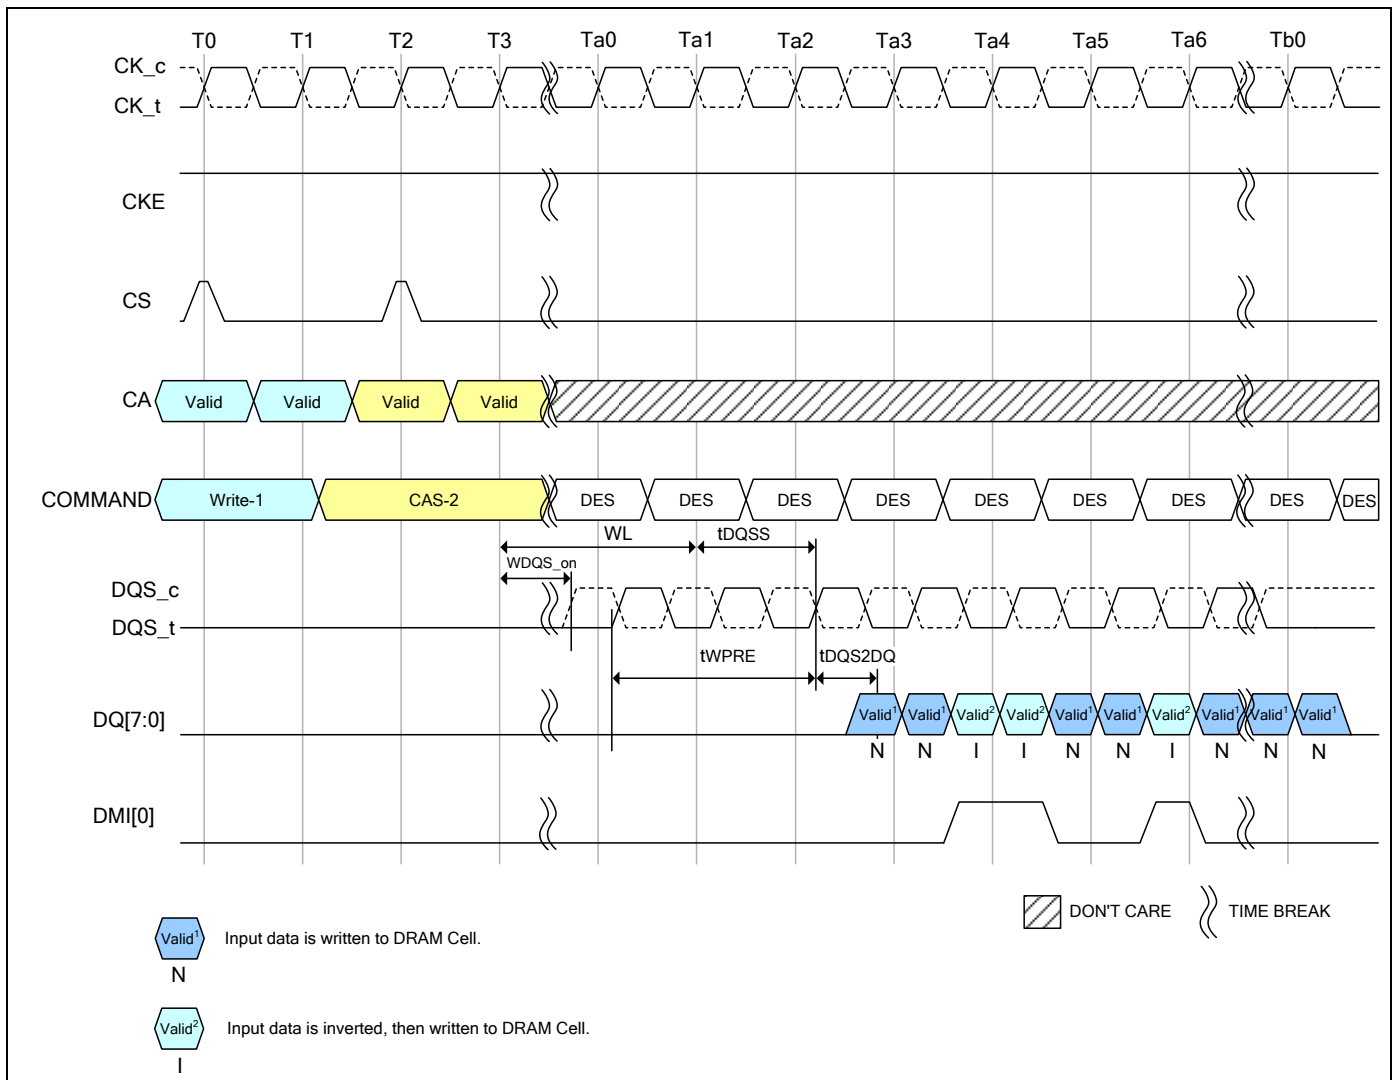 T0 T1 T2 T3 Ta0 Ta1 Ta2 Ta3 Ta4 Ta5 Ta6 Tb0
CK_c
CK_t
CKE
CS
CA Valid Valid Valid Valid
COMMAND Write-1 CAS-2 DES DES DES DES DES DES DES DES DES
WL tDQSS
WDQS_on
DQS_c
DQS_t
tWPRE tDQS2DQ
DQ[7:0] Valid¹ Valid¹ Valid² Valid² Valid¹ Valid¹ Valid² Valid¹ Valid¹ Valid¹
N N I I N N I N N N
DMI[0]
DON'T CARE TIME BREAK
Valid¹ Input data is written to DRAM Cell.
N
Valid² Input data is inverted, then written to DRAM Cell.
I